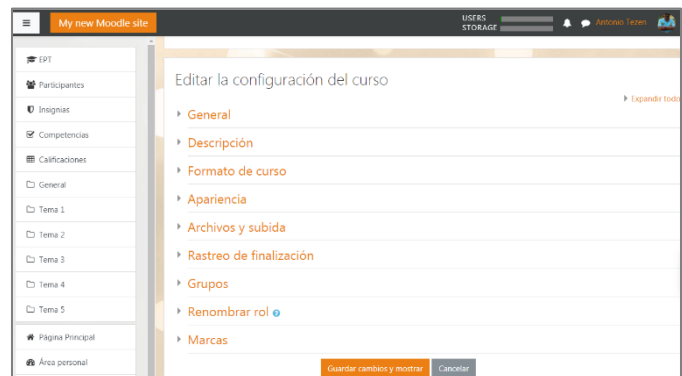 My new Moodle site
USERS
STORAGE
Antonio Tezen
EPT
Participantes
Insignias
Competencias
Calificaciones
General
Tema 1
Tema 2
Tema 3
Tema 4
Tema 5
Página Principal
Área personal
Editar la configuración del curso
Expandir todo
General
Descripción
Formato de curso
Apariencia
Archivos y subida
Rastreo de finalización
Grupos
Renombrar rol
Marcas
Guardar cambios y mostrar
Cancelar